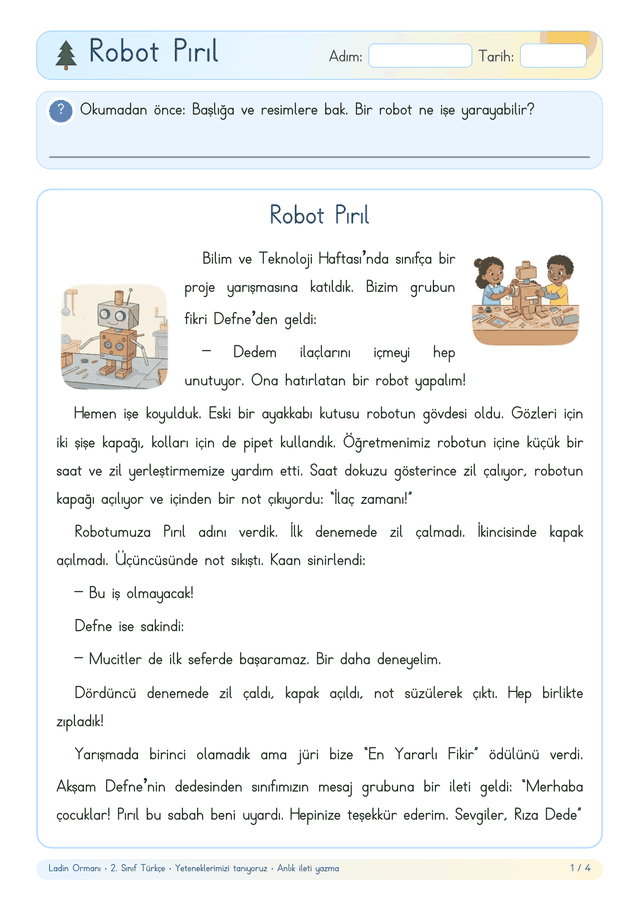 Robot Pırıl
Adım:
Tarih:
? Okumadan önce: Başlığa ve resimlere bak. Bir robot ne işe yarayabilir?
Robot Pırıl
Bilim ve Teknoloji Haftası’nda sınıfça bir
proje yarışmasına katıldık. Bizim grubun
fikri Defne’den geldi:
– Dedem ilaçlarını içmeyi hep
unutuyor. Ona hatırlatan bir robot yapalım!
Hemen işe koyulduk. Eski bir ayakkabı kutusu robotun gövdesi oldu. Gözleri için
iki şişe kapağı, kolları için de pipet kullandık. Öğretmenimiz robotun içine küçük bir
saat ve zil yerleştirmemize yardım etti. Saat dokuzu gösterince zil çalıyor, robotun
kapağı açılıyor ve içinden bir not çıkıyordu: “İlaç zamanı!”
Robotumuza Pırıl adını verdik. İlk denemede zil çalmadı. İkincisinde kapak
açılmadı. Üçüncüsünde not sıkıştı. Kaan sinirlendi:
– Bu iş olmayacak!
Defne ise sakindi:
– Mucitler de ilk seferde başaramaz. Bir daha deneyelim.
Dördüncü denemede zil çaldı, kapak açıldı, not süzülerek çıktı. Hep birlikte
zıpladık!
Yarışmada birinci olamadık ama jüri bize “En Yararlı Fikir” ödülünü verdi.
Akşam Defne’nin dedesinden sınıfımızın mesaj grubuna bir ileti geldi: “Merhaba
çocuklar! Pırıl bu sabah beni uyardı. Hepinize teşekkür ederim. Sevgiler, Rıza Dede”
Ladin Ormanı • 2. Sınıf Türkçe • Yeteneklerimizi tanıyoruz • Anlık ileti yazma
1 / 4